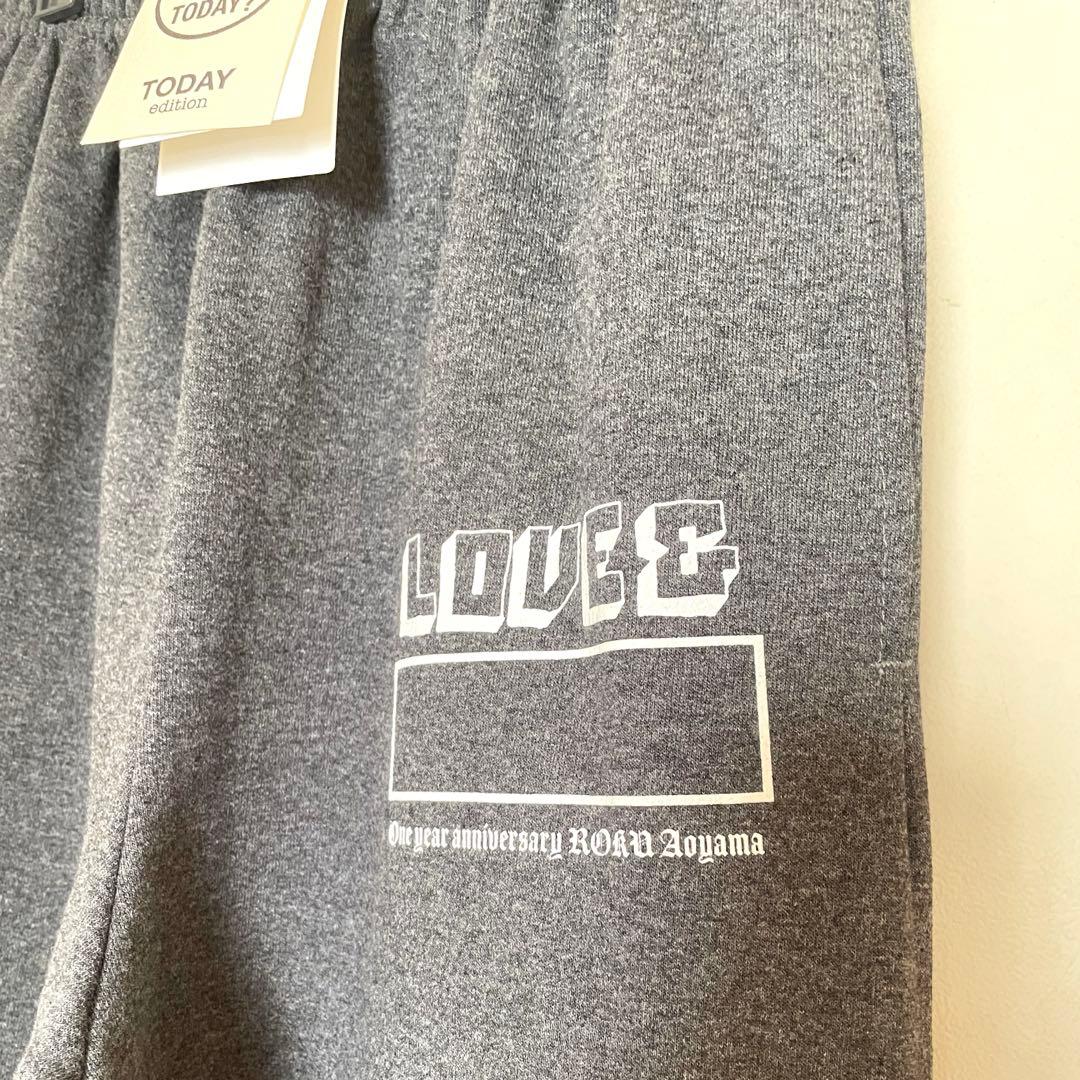 TODAY?
TODAY
edition
LOVE &
One year anniversary ROKU Aoyama